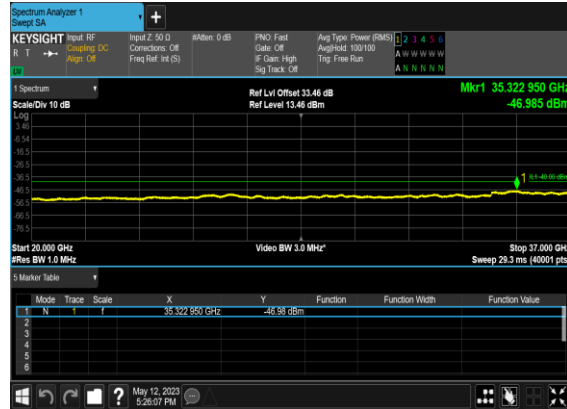 Spectrum Analyzer 1
Swept SA
+
KEYSIGHT Input: RF Input Z: 50 Ω #Atten: 0 dB PNO: Fast Avg Type: Power (RMS) 1 2 3 4 5 6
R T Coupling: DC Corrections: Off Gate: Off Avg|Hold: 100/100 A W W W W W
Align: Off Freq Ref: Int (S) IF Gain: High Trig: Free Run
Sig Track: Off A N N N N N
1 Spectrum Ref Lvl Offset 33.46 dB Mkr1 35.322 950 GHz
Scale/Div 10 dB Ref Level 13.46 dBm -46.985 dBm
Log
3.46
-6.54
-16.5
-26.5
-36.5 1
-46.5
-56.5
-66.5
-76.5
Start 20.000 GHz Video BW 3.0 MHz* Stop 37.000 GHz
#Res BW 1.0 MHz Sweep 29.3 ms (40001 pts)
5 Marker Table
Mode Trace Scale X Y Function Function Width Function Value
1 N 1 f 35.322 950 GHz -46.98 dBm
2
3
4
5
6
? May 12, 2023
5:26:07 PM